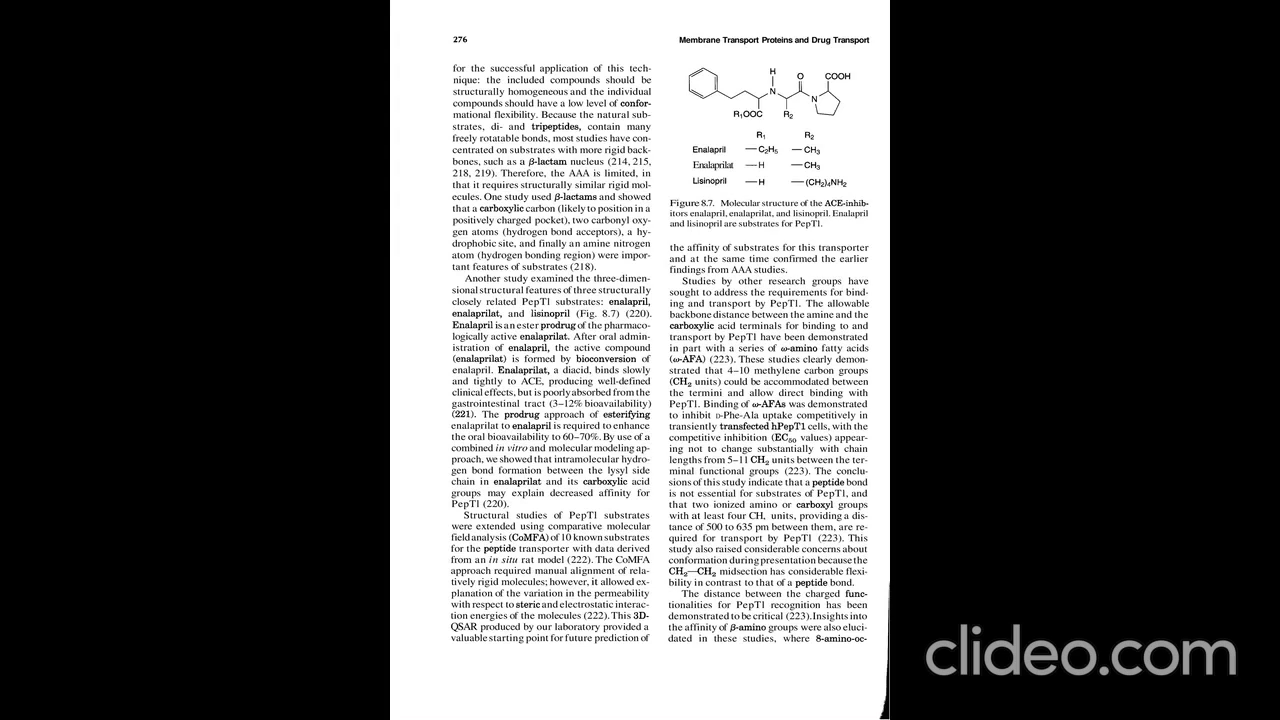 276
Membrane Transport Proteins and Drug Transport
for the successful application of this tech-
nique: the included compounds should be
structurally homogeneous and the individual
compounds should have a low level of confor-
mational flexibility. Because the natural sub-
strates, di- and tripeptides, contain many
freely rotatable bonds, most studies have con-
centrated on substrates with more rigid back-
bones, such as a β-lactam nucleus (214, 215,
218, 219). Therefore, the AAA is limited, in
that it requires structurally similar rigid mol-
ecules. One study used β-lactams and showed
that a carboxylic carbon (likely to position in a
positively charged pocket), two carbonyl oxy-
gen atoms (hydrogen bond acceptors), a hy-
drophobic site, and finally an amine nitrogen
atom (hydrogen bonding region) were impor-
tant features of substrates (218).
Another study examined the three-dimen-
sional structural features of three structurally
closely related PepT1 substrates: enalapril,
enalaprilat, and lisinopril (Fig. 8.7) (220).
Enalapril is an ester prodrug of the pharmaco-
logically active enalaprilat. After oral admin-
istration of enalapril, the active compound
(enalaprilat) is formed by bioconversion of
enalapril. Enalaprilat, a diacid, binds slowly
and tightly to ACE, producing well-defined
clinical effects, but is poorly absorbed from the
gastrointestinal tract (3–12% bioavailability)
(221). The prodrug approach of esterifying
enalaprilat to enalapril is required to enhance
the oral bioavailability to 60–70%. By use of a
combined in vitro and molecular modeling ap-
proach, we showed that intramolecular hydro-
gen bond formation between the lysyl side
chain in enalaprilat and its carboxylic acid
groups may explain decreased affinity for
PepT1 (220).
Structural studies of PepT1 substrates
were extended using comparative molecular
field analysis (CoMFA) of 10 known substrates
for the peptide transporter with data derived
from an in situ rat model (222). The CoMFA
approach required manual alignment of rela-
tively rigid molecules; however, it allowed ex-
planation of the variation in the permeability
with respect to steric and electrostatic interac-
tion energies of the molecules (222). This 3D-
QSAR produced by our laboratory provided a
valuable starting point for future prediction of
H
O
COOH
N
N
R₁OOC
R₂
R₁ R₂
Enalapril —C₂H₅ —CH₃
Enalaprilat —H —CH₃
Lisinopril —H —(CH₂)₄NH₂
Figure 8.7. Molecular structure of the ACE-inhib-
itors enalapril, enalaprilat, and lisinopril. Enalapril
and lisinopril are substrates for PepT1.
the affinity of substrates for this transporter
and at the same time confirmed the earlier
findings from AAA studies.
Studies by other research groups have
sought to address the requirements for bind-
ing and transport by PepT1. The allowable
backbone distance between the amine and the
carboxylic acid terminals for binding to and
transport by PepT1 have been demonstrated
in part with a series of ω-amino fatty acids
(ω-AFA) (223). These studies clearly demon-
strated that 4–10 methylene carbon groups
(CH₂ units) could be accommodated between
the termini and allow direct binding with
PepT1. Binding of ω-AFAs was demonstrated
to inhibit D-Phe-Ala uptake competitively in
transiently transfected hPepT1 cells, with the
competitive inhibition (EC₅₀ values) appear-
ing not to change substantially with chain
lengths from 5–11 CH₂ units between the ter-
minal functional groups (223). The conclu-
sions of this study indicate that a peptide bond
is not essential for substrates of PepT1, and
that two ionized amino or carboxyl groups
with at least four CH, units, providing a dis-
tance of 500 to 635 pm between them, are re-
quired for transport by PepT1 (223). This
study also raised considerable concerns about
conformation during presentation because the
CH₂—CH₂ midsection has considerable flexi-
bility in contrast to that of a peptide bond.
The distance between the charged func-
tionalities for PepT1 recognition has been
demonstrated to be critical (223). Insights into
the affinity of β-amino groups were also eluci-
dated in these studies, where 8-amino-oc-
clideo.com